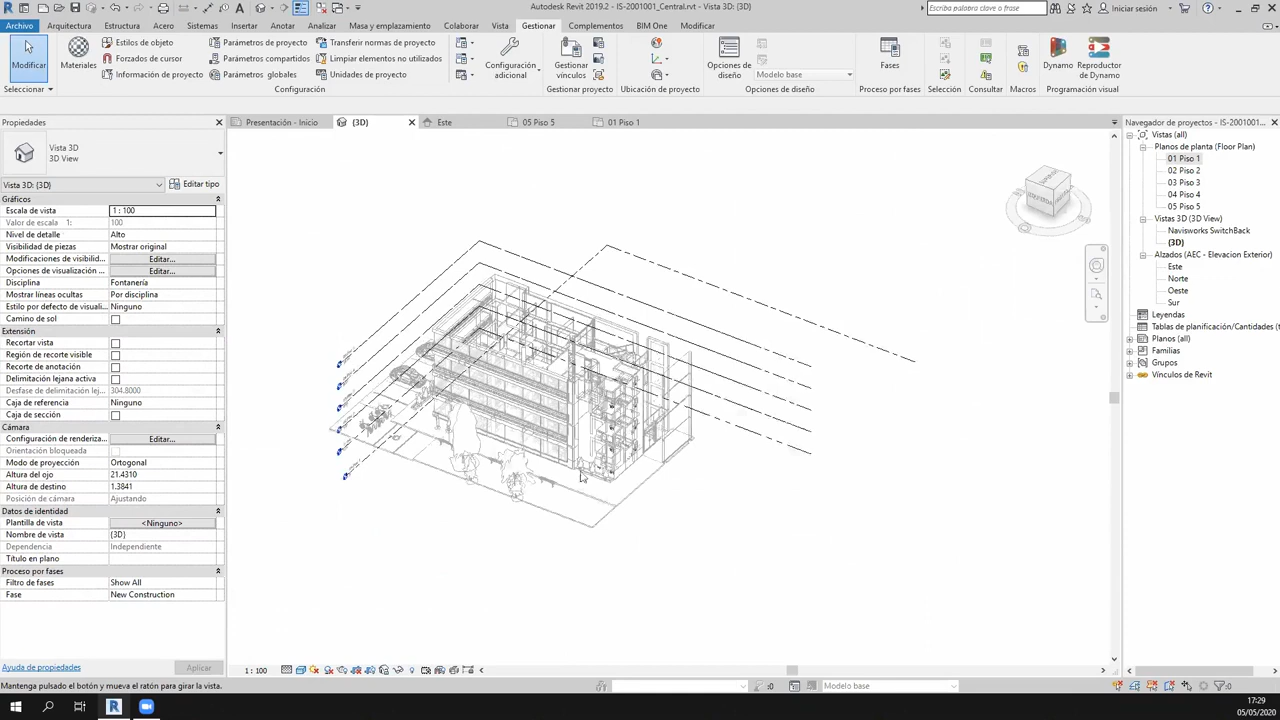 Autodesk Revit 2019.2 - IS-2001001_Central.rvt - Vista 3D: {3D}
Escriba palabra clave o frase
Iniciar sesión
Archivo Arquitectura Estructura Acero Sistemas Insertar Anotar Analizar Masa y emplazamiento Colaborar Vista Gestionar Complementos BIM One Modificar
Modificar
Materiales
Estilos de objeto
Forzados de cursor
Información de proyecto
Parámetros de proyecto
Parámetros compartidos
Parámetros globales
Transferir normas de proyecto
Limpiar elementos no utilizados
Unidades de proyecto
Configuración
adicional
Gestionar
vínculos
Opciones de
diseño
Modelo base
Fases
Dynamo
Reproductor
de Dynamo
Seleccionar Configuración Gestionar proyecto Ubicación de proyecto Opciones de diseño Proceso por fases Selección Consultar Macros Programación visual
Propiedades
Presentación - Inicio
{3D}
Este
05 Piso 5
01 Piso 1
Navegador de proyectos - IS-2001001...
Vista 3D
3D View
Vista 3D: {3D}
Editar tipo
Gráficos
Escala de vista 1 : 100
Valor de escala 1: 100
Nivel de detalle Alto
Visibilidad de piezas Mostrar original
Modificaciones de visibilid... Editar...
Opciones de visualización ... Editar...
Disciplina Fontanería
Mostrar líneas ocultas Por disciplina
Estilo por defecto de visuali... Ninguno
Camino de sol
Extensión
Recortar vista
Región de recorte visible
Recorte de anotación
Delimitación lejana activa
Desfase de delimitación lej... 304.8000
Caja de referencia Ninguno
Caja de sección
Cámara
Configuración de renderiza... Editar...
Orientación bloqueada
Modo de proyección Ortogonal
Altura del ojo 21.4310
Altura de destino 1.3841
Posición de cámara Ajustando
Datos de identidad
Plantilla de vista <Ninguno>
Nombre de vista {3D}
Dependencia Independiente
Título en plano
Proceso por fases
Filtro de fases Show All
Fase New Construction
Ayuda de propiedades
Aplicar
Vistas (all)
Planos de planta (Floor Plan)
01 Piso 1
02 Piso 2
03 Piso 3
04 Piso 4
05 Piso 5
Vistas 3D (3D View)
Navisworks SwitchBack
{3D}
Alzados (AEC - Elevacion Exterior)
Este
Norte
Oeste
Sur
Leyendas
Tablas de planificación/Cantidades (t
Planos (all)
Familias
Grupos
Vínculos de Revit
1 : 100
Mantenga pulsado el botón y mueva el ratón para girar la vista.
:0
Modelo base
:0
17:29
05/05/2020